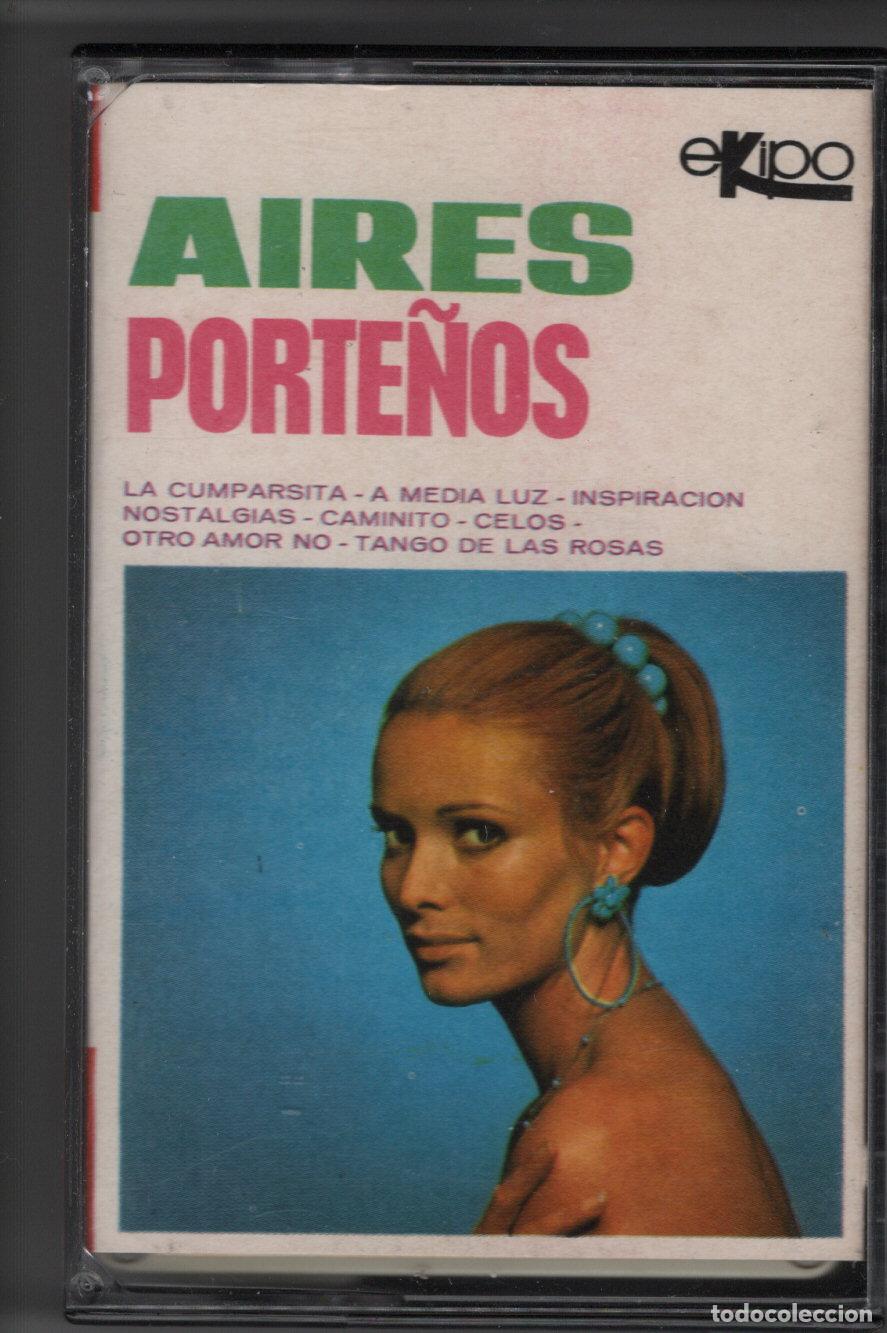 ekipo
AIRES
PORTEÑOS
LA CUMPARSITA - A MEDIA LUZ - INSPIRACION
NOSTALGIAS - CAMINITO - CELOS -
OTRO AMOR NO - TANGO DE LAS ROSAS
todocoleccion